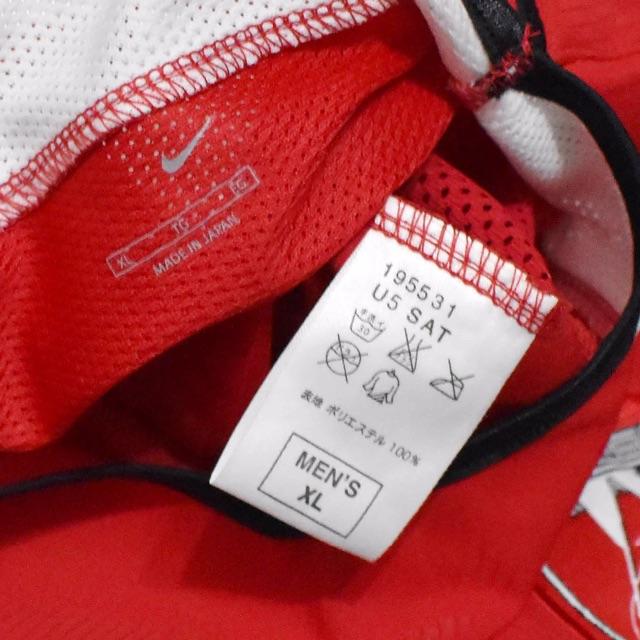 XL TG
MADE IN JAPAN
195531
U5 SAT
30
表地 ポリエステル 100%
MEN'S
XL